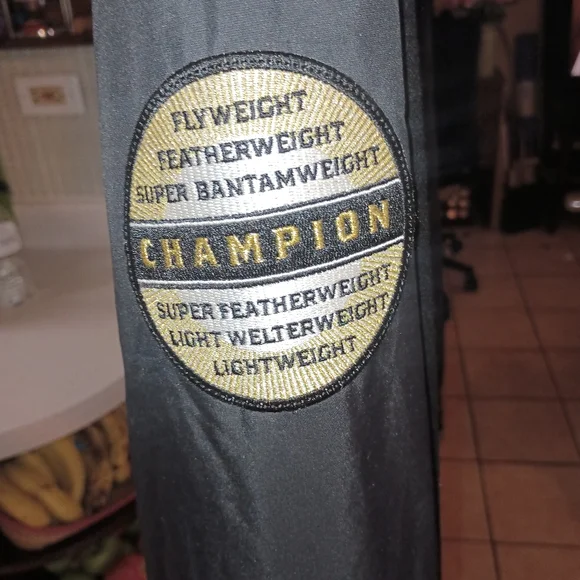 FLYWEIGHT
FEATHERWEIGHT
SUPER BANTAMWEIGHT
CHAMPION
SUPER FEATHERWEIGHT
LIGHT WELTERWEIGHT
LIGHTWEIGHT